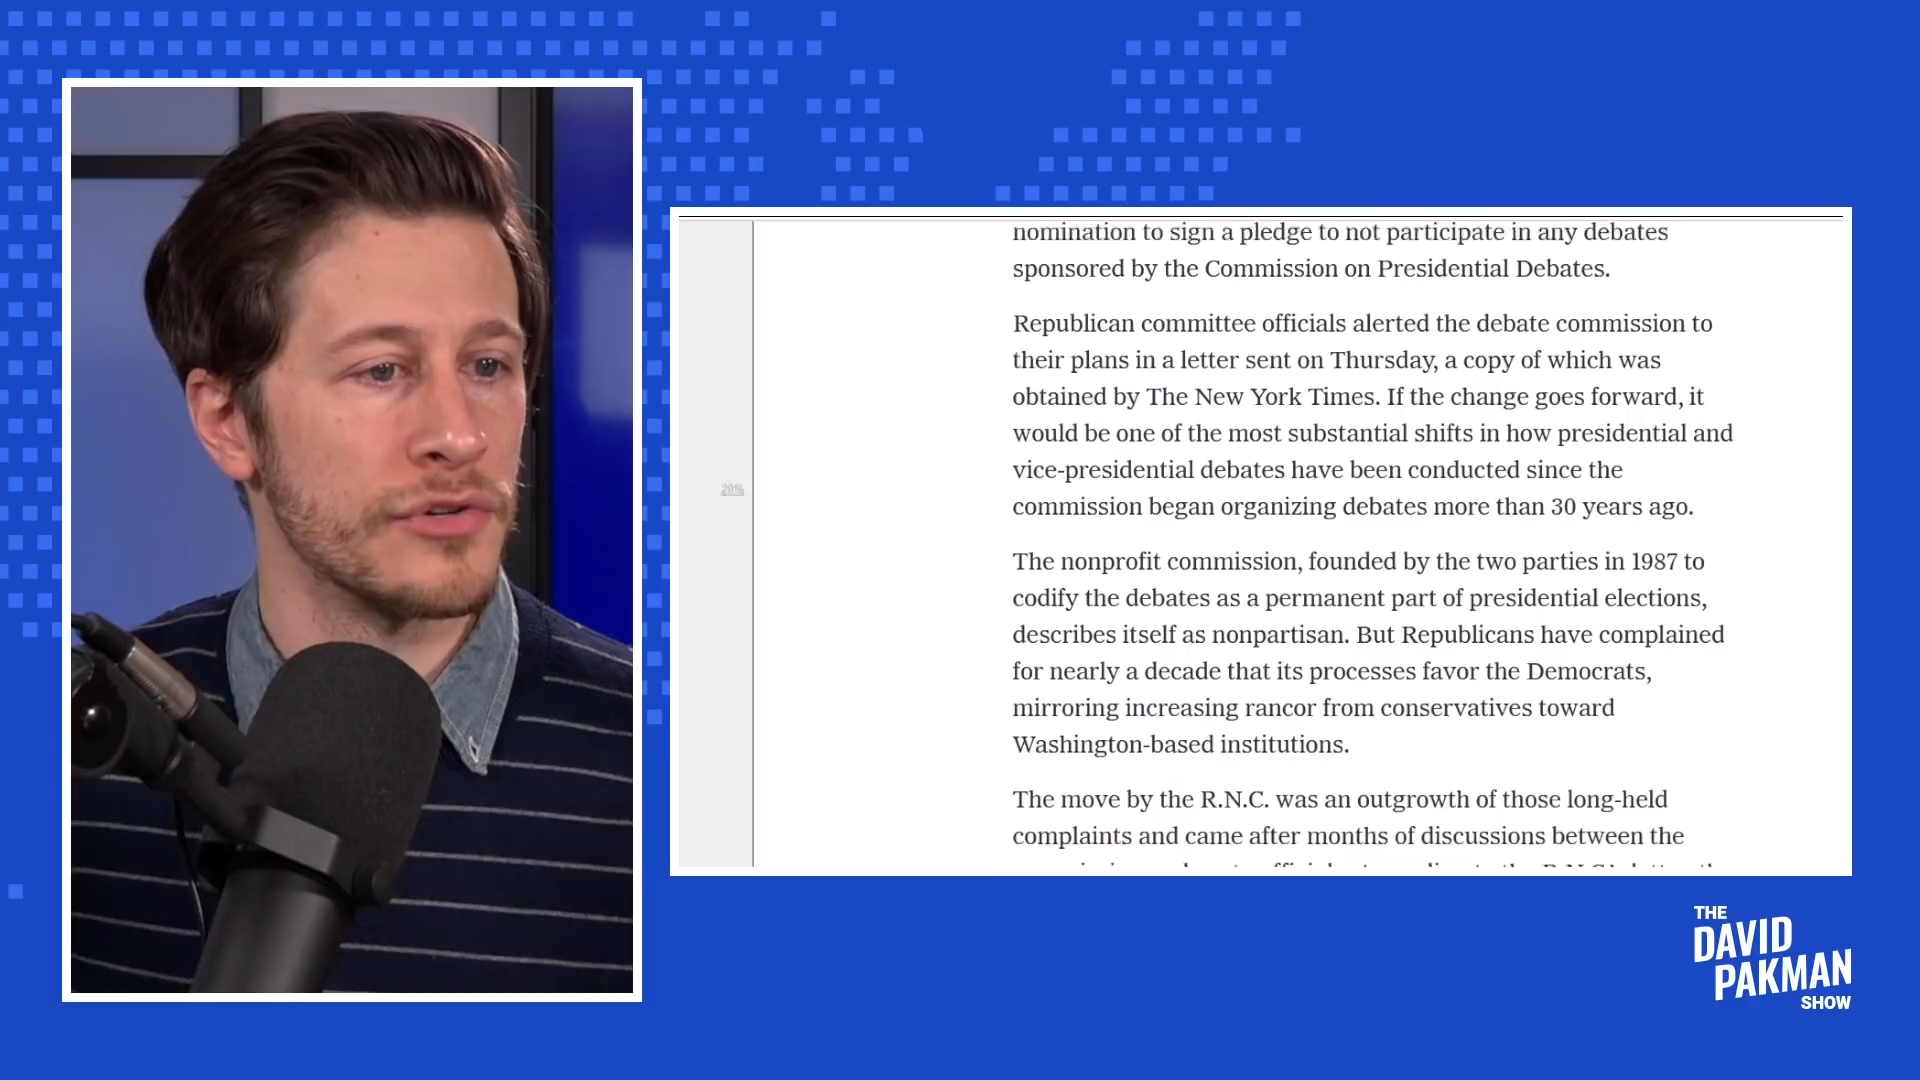 nomination to sign a pledge to not participate in any debates
sponsored by the Commission on Presidential Debates.
Republican committee officials alerted the debate commission to
their plans in a letter sent on Thursday, a copy of which was
obtained by The New York Times. If the change goes forward, it
would be one of the most substantial shifts in how presidential and
vice-presidential debates have been conducted since the
commission began organizing debates more than 30 years ago.
The nonprofit commission, founded by the two parties in 1987 to
codify the debates as a permanent part of presidential elections,
describes itself as nonpartisan. But Republicans have complained
for nearly a decade that its processes favor the Democrats,
mirroring increasing rancor from conservatives toward
Washington-based institutions.
The move by the R.N.C. was an outgrowth of those long-held
complaints and came after months of discussions between the
20%
THE
DAVID
PAKMAN
SHOW